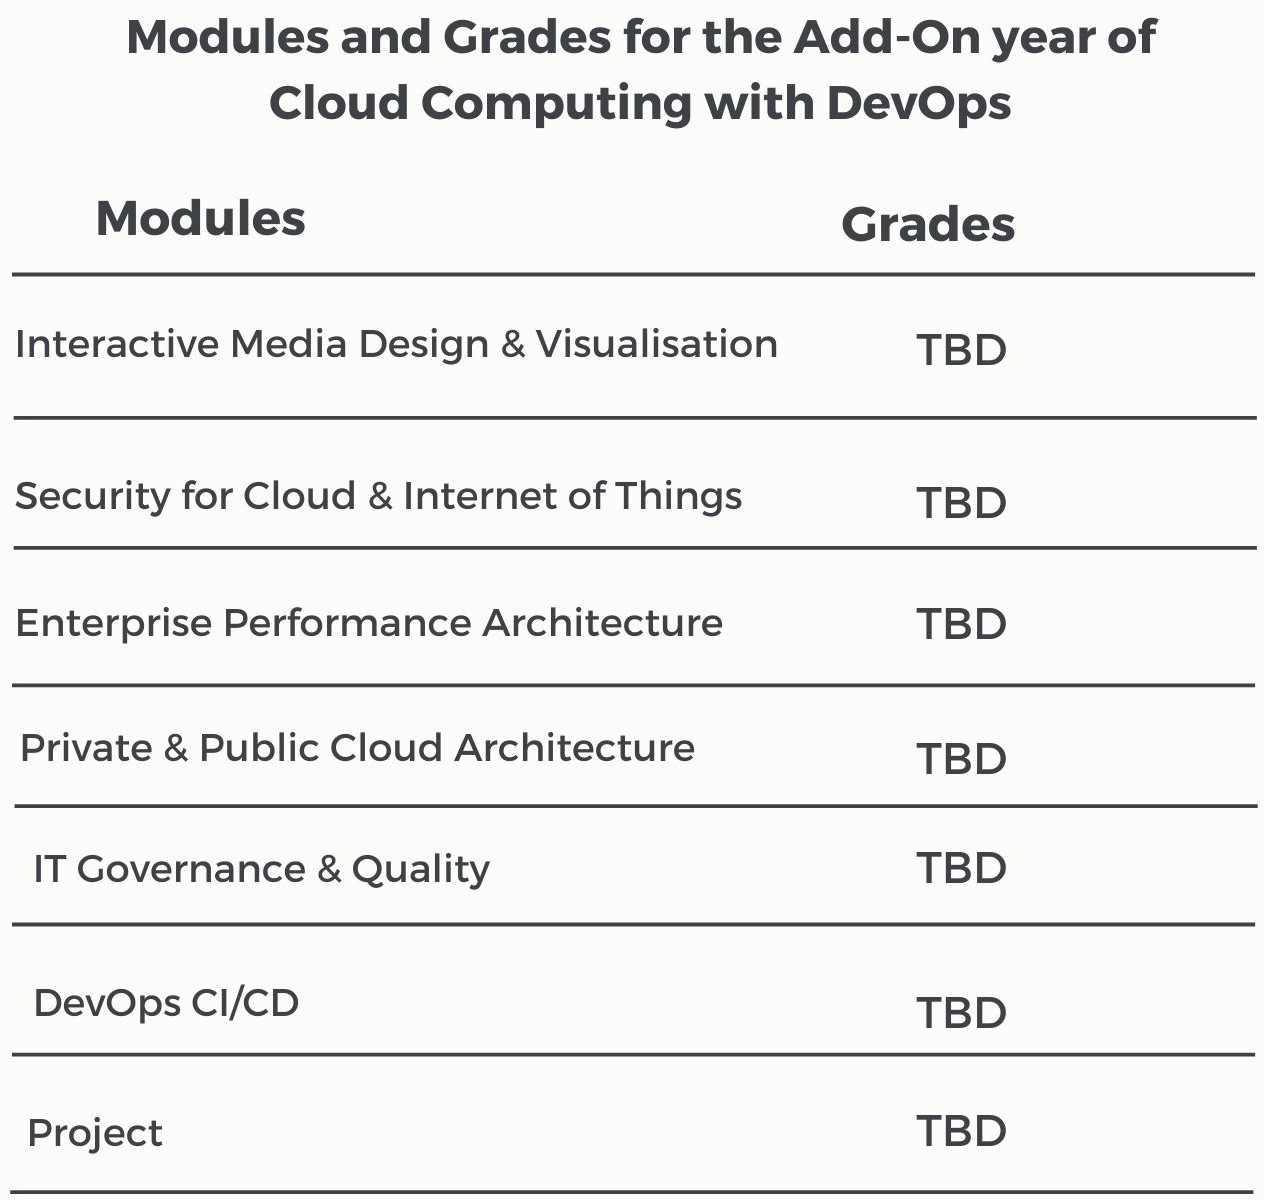 Modules and Grades for the Add-On year of
Cloud Computing with DevOps
Modules Grades
Interactive Media Design & Visualisation TBD
Security for Cloud & Internet of Things TBD
Enterprise Performance Architecture TBD
Private & Public Cloud Architecture TBD
IT Governance & Quality TBD
DevOps CI/CD TBD
Project TBD